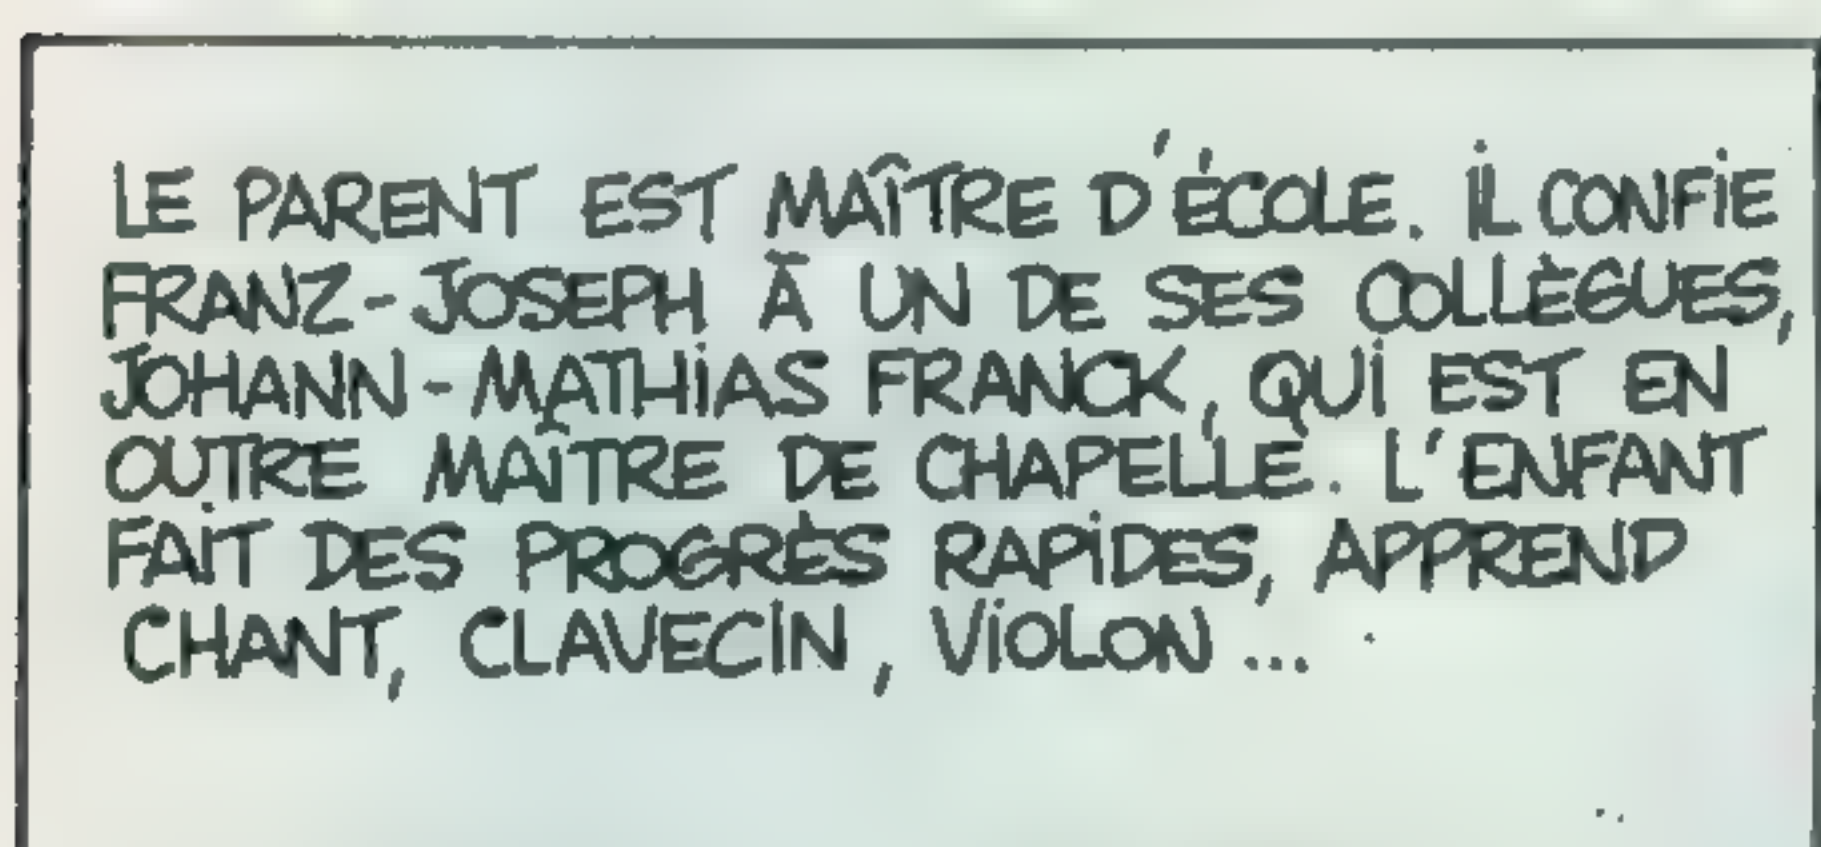 LE PARENT EST MAÎTRE D'ÉCOLE. IL CONFIE
FRANZ-JOSEPH À UN DE SES COLLÈGUES,
JOHANN-MATHIAS FRANCK, QUI EST EN
OUTRE MAÎTRE DE CHAPELLE. L'ENFANT
FAIT DES PROGRÈS RAPIDES, APPREND
CHANT, CLAVECIN, VIOLON...